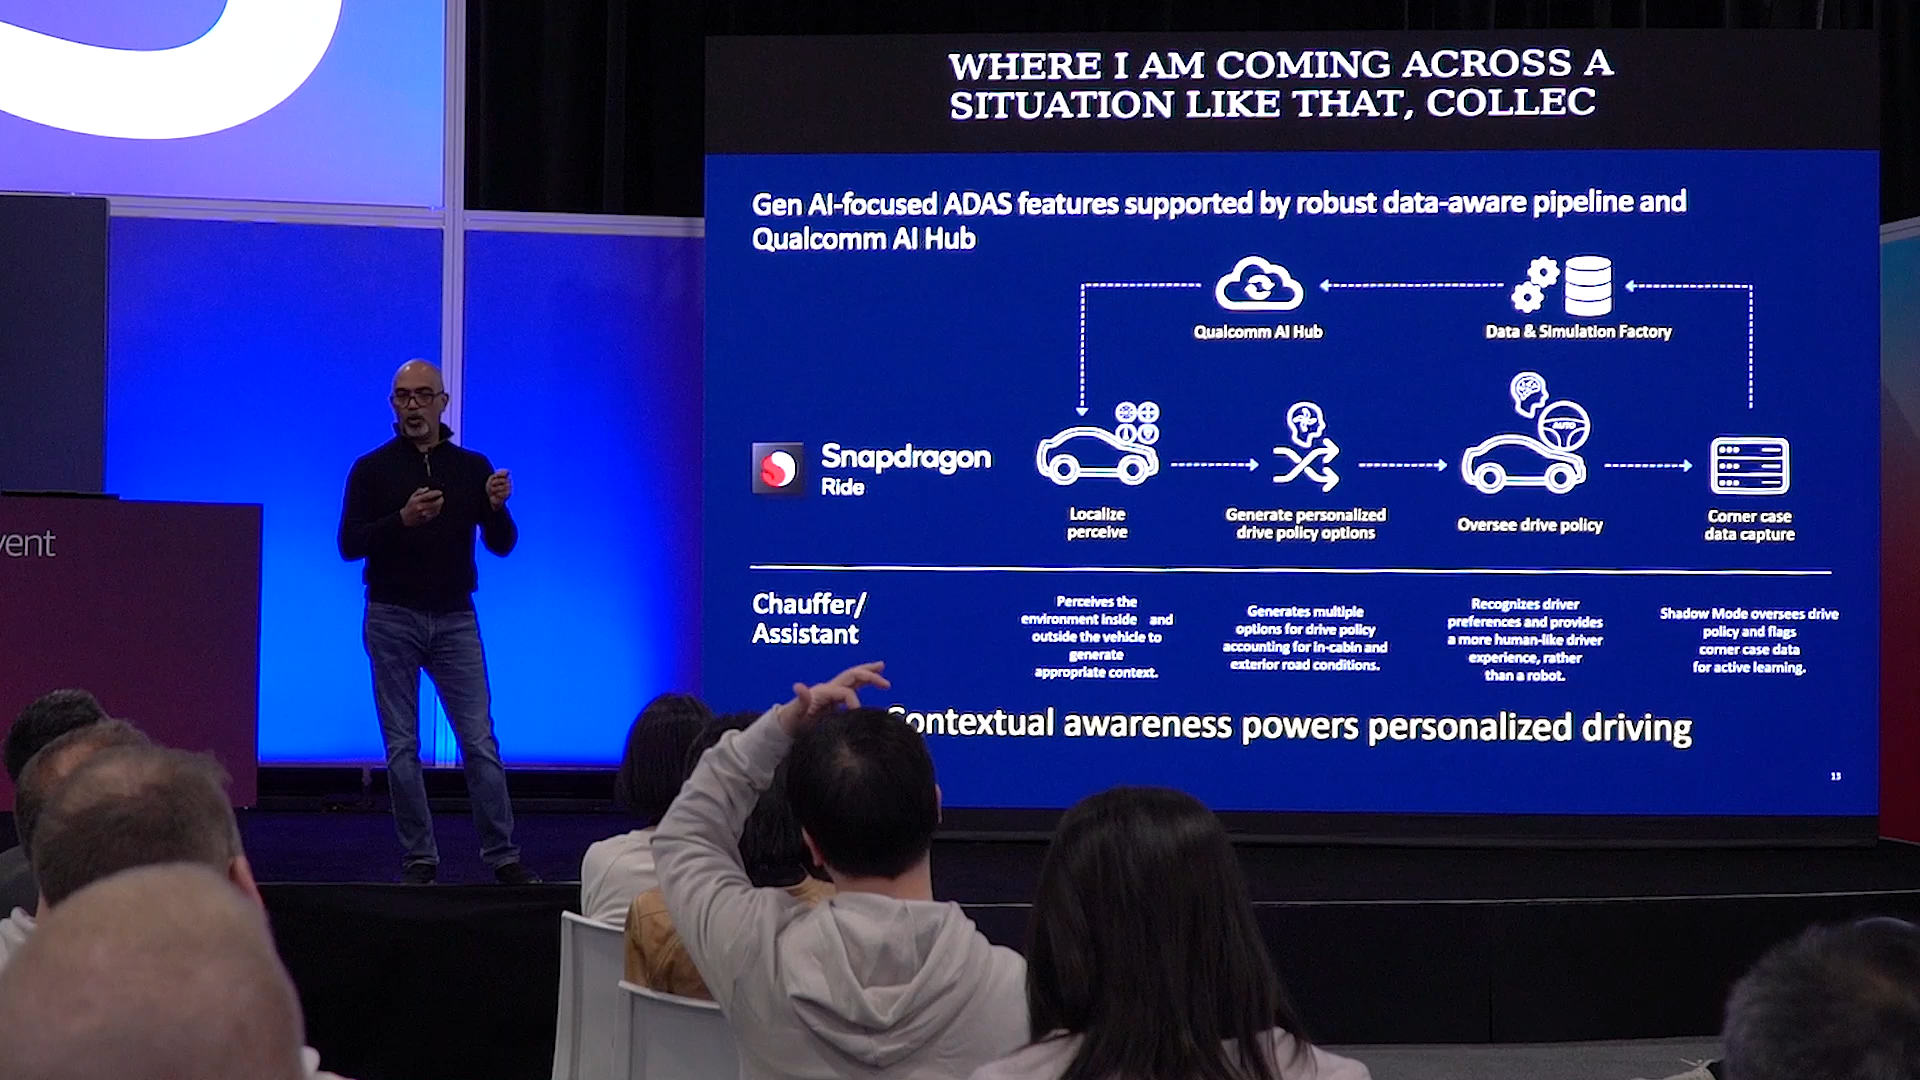 WHERE I AM COMING ACROSS A
SITUATION LIKE THAT, COLLEC
Gen AI-focused ADAS features supported by robust data-aware pipeline and
Qualcomm AI Hub
Qualcomm AI Hub
Data & Simulation Factory
AUTO
Snapdragon
Ride
Localize
perceive
Generate personalized
drive policy options
Oversee drive policy
Corner case
data capture
Chauffer/
Assistant
Perceives the
environment inside and
outside the vehicle to
generate
appropriate context.
Generates multiple
options for drive policy
accounting for in-cabin and
exterior road conditions.
Recognizes driver
preferences and provides
a more human-like driver
experience, rather
than a robot.
Shadow Mode oversees drive
policy and flags
corner case data
for active learning.
Contextual awareness powers personalized driving
13
vent